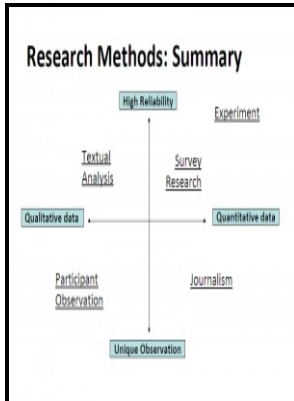 Research Methods: Summary
High Reliability
Experiment
Textual
Analysis
Survey
Research
Qualitative data
Quantitative data
Participant
Observation
Journalism
Unique Observation